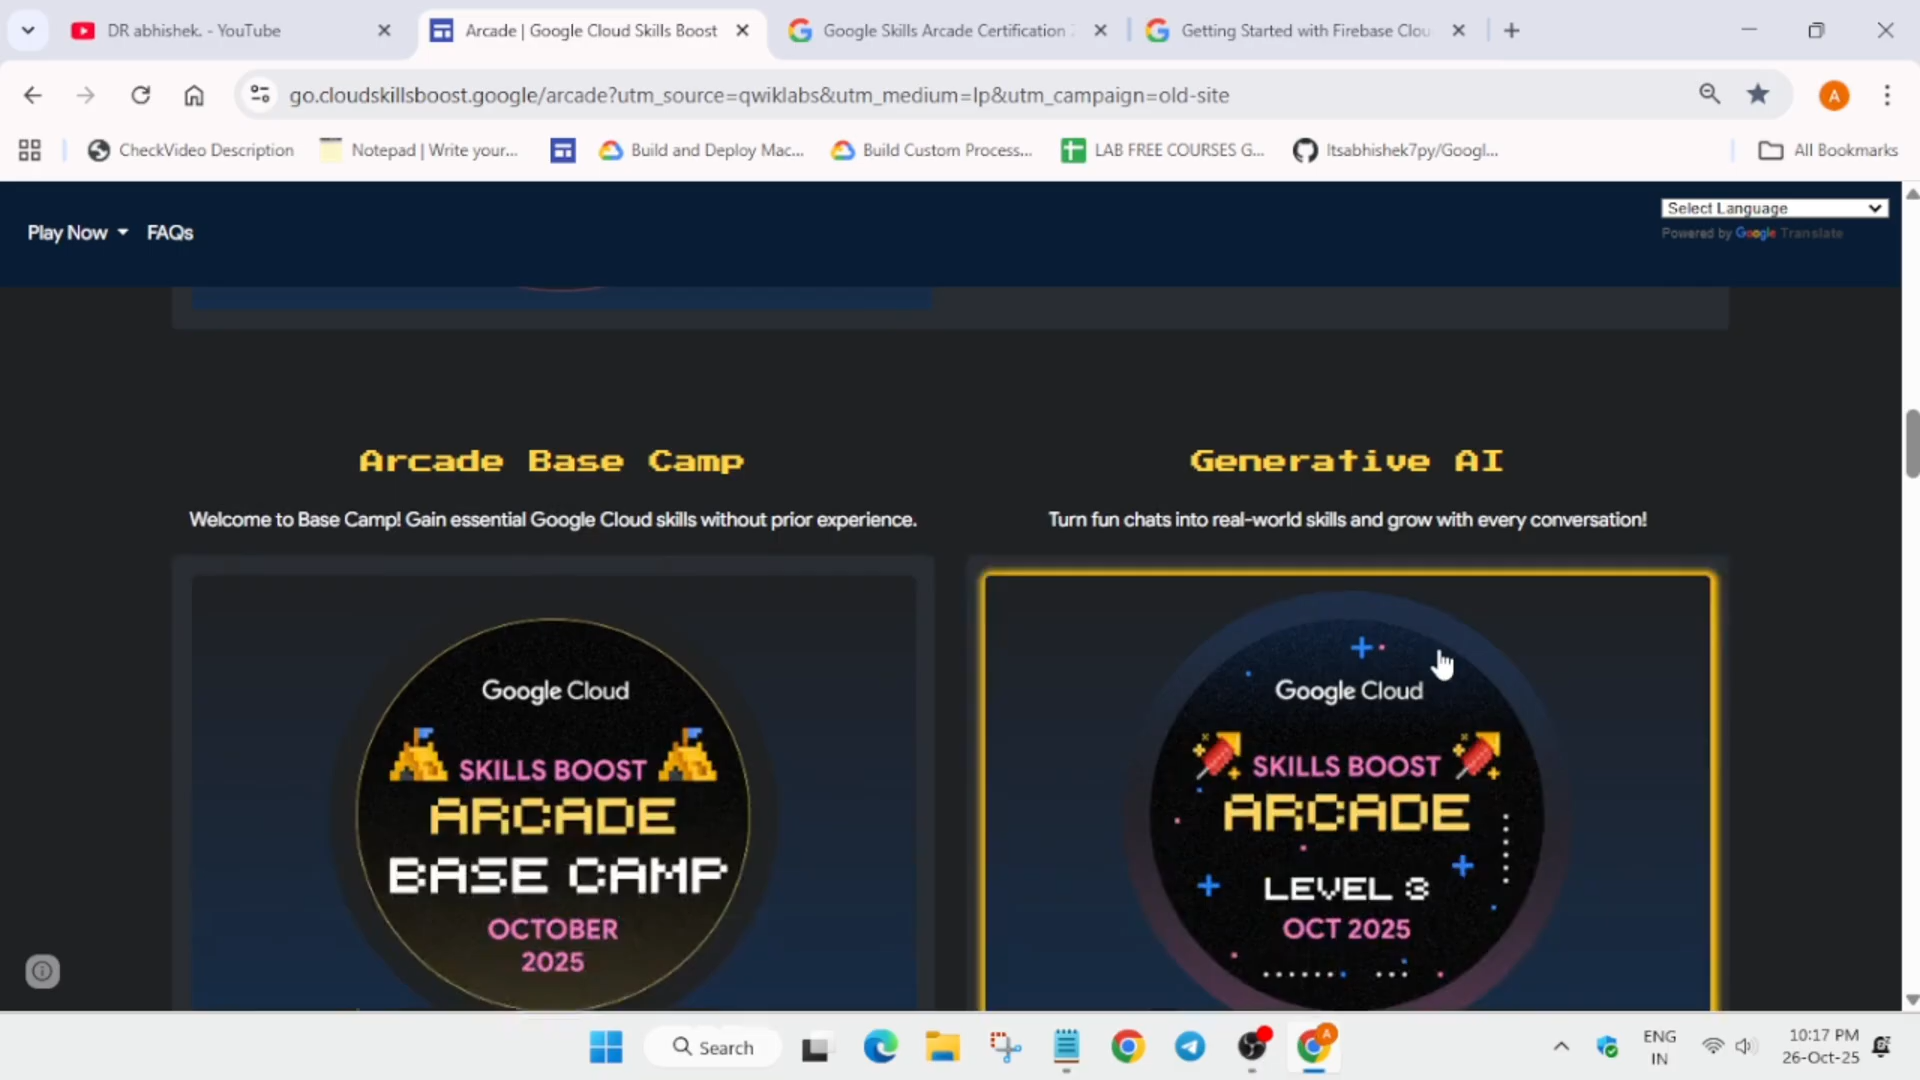 DR abhishek. - YouTube
Arcade | Google Cloud Skills Boost
Google Skills Arcade Certification
Getting Started with Firebase Clou
go.cloudskillsboost.google/arcade?utm_source=qwiklabs&utm_medium=lp&utm_campaign=old-site
A
CheckVideo Description
Notepad | Write your...
Build and Deploy Mac...
Build Custom Process...
LAB FREE COURSES G...
Itsabhishek7py/Googl...
All Bookmarks
Play Now
FAQs
Select Language
Powered by Google Translate
Arcade Base Camp
Welcome to Base Camp! Gain essential Google Cloud skills without prior experience.
Google Cloud
SKILLS BOOST
ARCADE
BASE CAMP
OCTOBER
2025
Generative AI
Turn fun chats into real-world skills and grow with every conversation!
Google Cloud
SKILLS BOOST
ARCADE
LEVEL 3
OCT 2025
Search
A
ENG
IN
10:17 PM
26-Oct-25